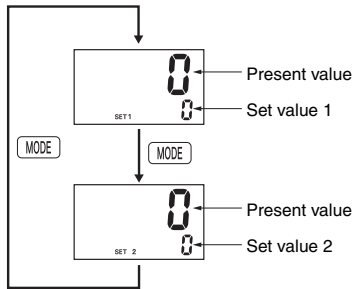 0 Present value
SET1 0 Set value 1
MODE MODE
0 Present value
SET 2 0 Set value 2